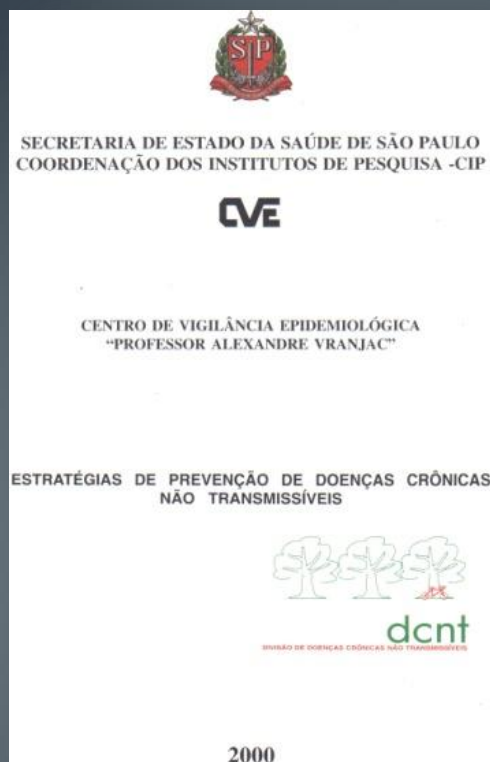 SP
SECRETARIA DE ESTADO DA SAÚDE DE SÃO PAULO
COORDENAÇÃO DOS INSTITUTOS DE PESQUISA -CIP
CVE
CENTRO DE VIGILÂNCIA EPIDEMIOLÓGICA
“PROFESSOR ALEXANDRE VRANJAC”
ESTRATÉGIAS DE PREVENÇÃO DE DOENÇAS CRÔNICAS
NÃO TRANSMISSÍVEIS
dcnt
DIVISÃO DE DOENÇAS CRÔNICAS NÃO TRANSMISSÍVEIS
2000